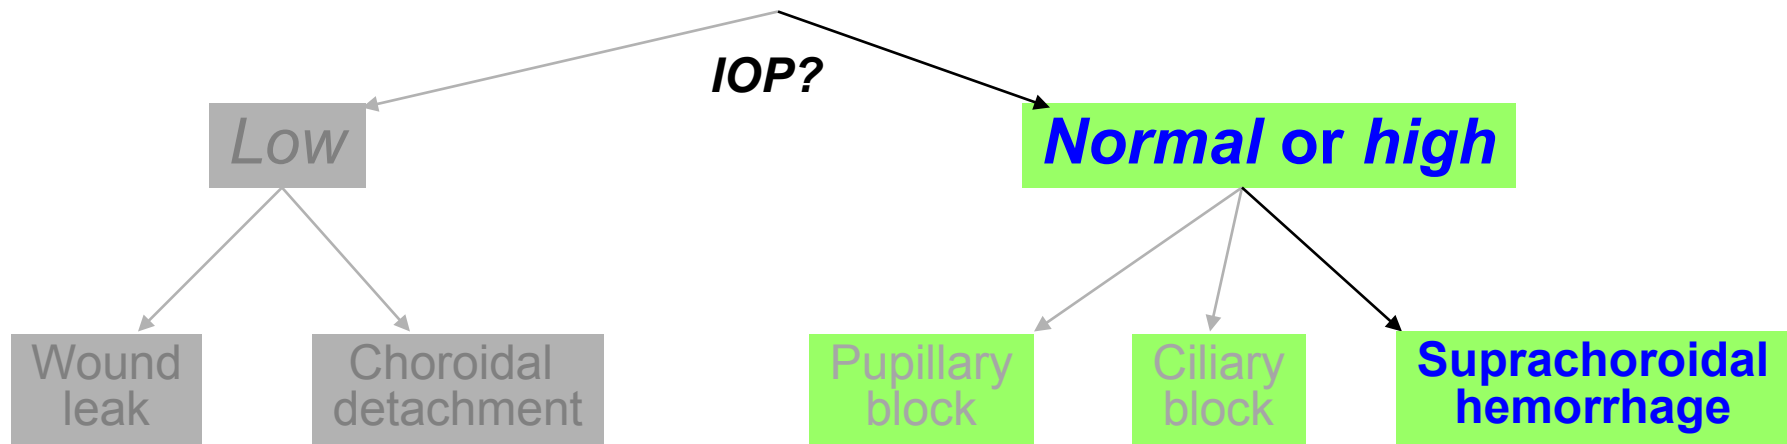 IOP?
Low
Normal or high
Wound
leak
Choroidal
detachment
Pupillary
block
Ciliary
block
Suprachoroidal
hemorrhage